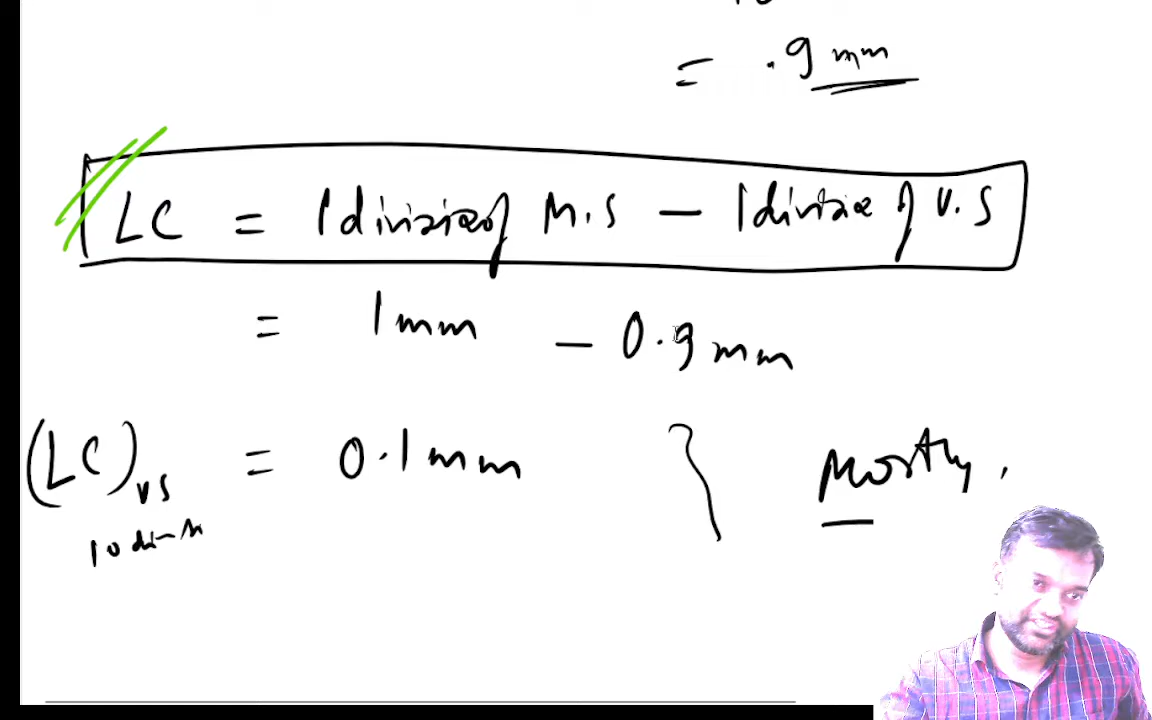 = .9 mm
LC = 1 division of M.S - 1 division of V.S
= 1 mm - 0.9 mm
(LC)vs = 0.1 mm } Mostly,
10